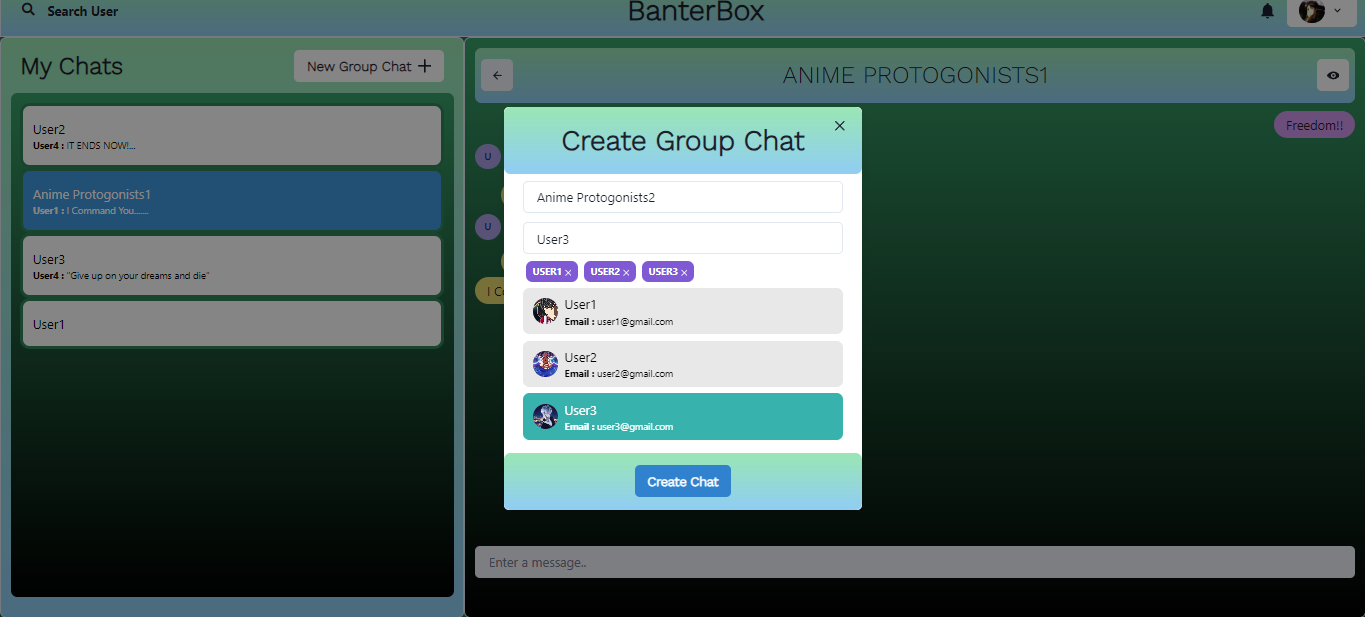 Search User
BanterBox
My Chats
New Group Chat +
User2
User4 : IT ENDS NOW!...
Anime Protogonists1
User1 : I Command You......
User3
User4 : "Give up on your dreams and die"
User1
ANIME PROTOGONISTS1
Freedom!!
U
U
I Co
Enter a message..
Create Group Chat
Anime Protogonists2
User3
USER1 × USER2 × USER3 ×
User1
Email : user1@gmail.com
User2
Email : user2@gmail.com
User3
Email : user3@gmail.com
Create Chat